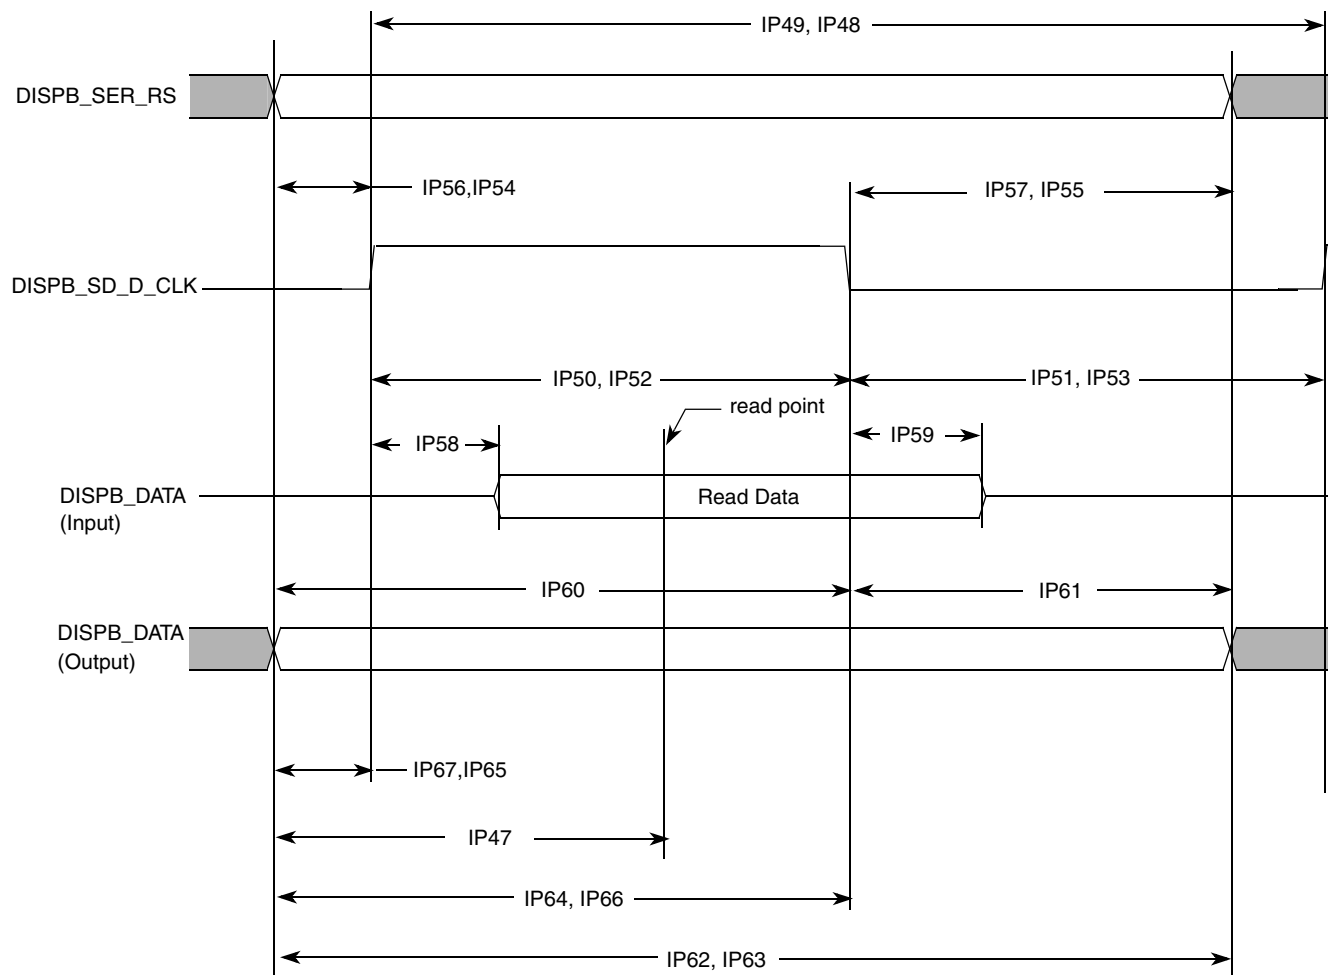 IP49, IP48
DISPB_SER_RS
IP56,IP54
IP57, IP55
DISPB_SD_D_CLK
IP50, IP52
IP51, IP53
read point
IP58
IP59
DISPB_DATA
(Input)
Read Data
IP60
IP61
DISPB_DATA
(Output)
IP67,IP65
IP47
IP64, IP66
IP62, IP63